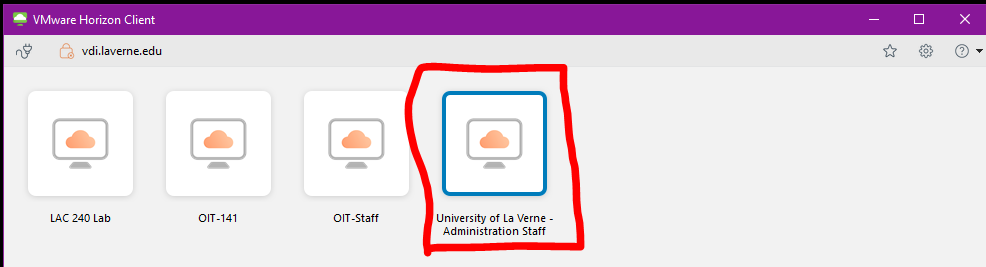 VMware Horizon Client
vdi.laverne.edu
LAC 240 Lab
OIT-141
OIT-Staff
University of La Verne -
Administration Staff